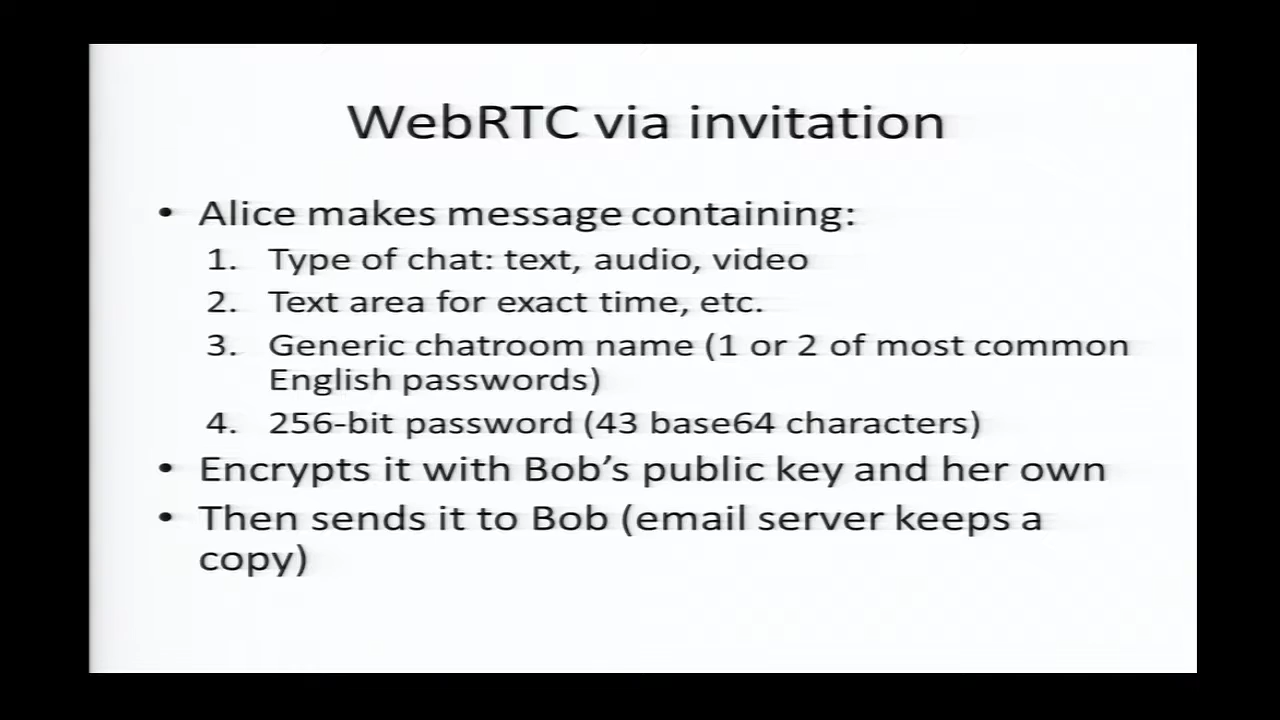 WebRTC via invitation
• Alice makes message containing:
1. Type of chat: text, audio, video
2. Text area for exact time, etc.
3. Generic chatroom name (1 or 2 of most common
English passwords)
4. 256-bit password (43 base64 characters)
• Encrypts it with Bob’s public key and her own
• Then sends it to Bob (email server keeps a
copy)